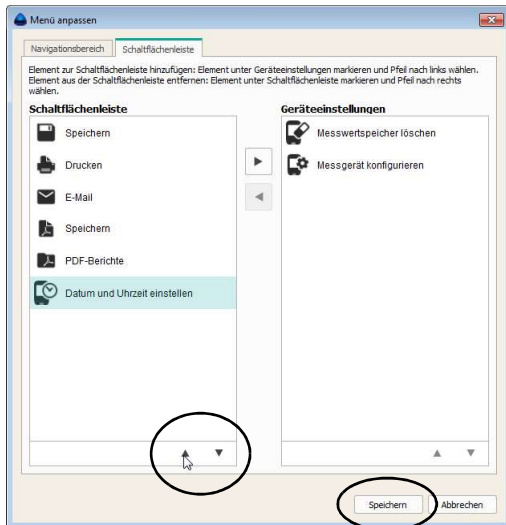 Menü anpassen
Navigationsbereich
Schaltflächenleiste
Element zur Schaltflächenleiste hinzufügen: Element unter Geräteeinstellungen markieren und Pfeil nach links wählen.
Element aus der Schaltflächenleiste entfernen: Element unter Schaltflächenleiste markieren und Pfeil nach rechts
wählen.
Schaltflächenleiste
Speichern
Drucken
E-Mail
Speichern
PDF-Berichte
Datum und Uhrzeit einstellen
Geräteeinstellungen
Messwertspeicher löschen
Messgerät konfigurieren
Speichern
Abbrechen